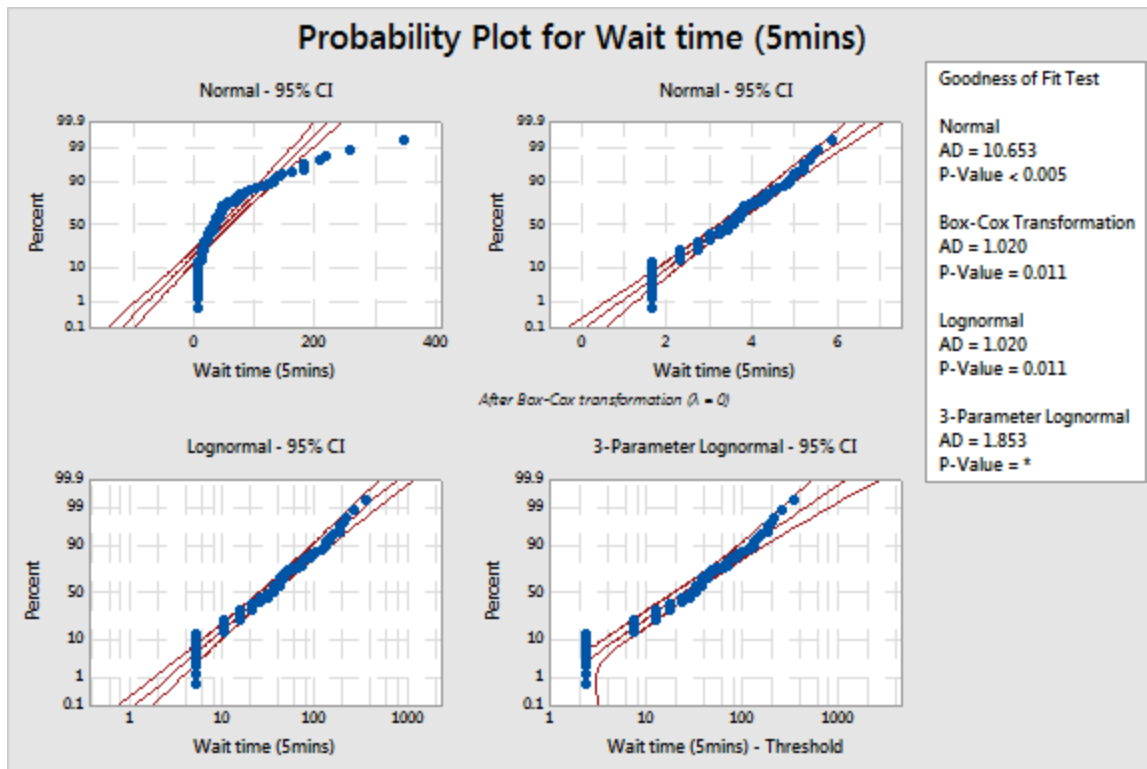 Probability Plot for Wait time (5mins)
Normal - 95% CI
99.9
99
90
50
10
1
0.1
Percent
0
200
400
Wait time (5mins)
Normal - 95% CI
99.9
99
90
50
10
1
0.1
Percent
0
2
4
6
Wait time (5mins)
After Box-Cox transformation (λ = 0)
Lognormal - 95% CI
99.9
99
90
50
10
1
0.1
Percent
1
10
100
1000
Wait time (5mins)
3-Parameter Lognormal - 95% CI
99.9
99
90
50
10
1
0.1
Percent
1
10
100
1000
Wait time (5mins) - Threshold
Goodness of Fit Test
Normal
AD = 10.653
P-Value < 0.005
Box-Cox Transformation
AD = 1.020
P-Value = 0.011
Lognormal
AD = 1.020
P-Value = 0.011
3-Parameter Lognormal
AD = 1.853
P-Value = *